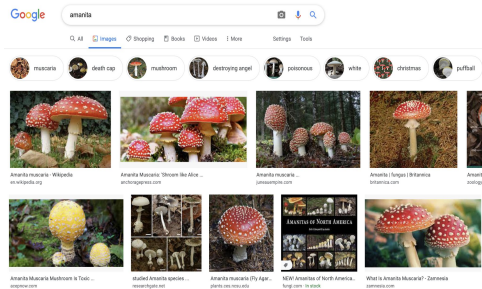 Google
amanita
All Images Shopping Books Videos More Settings Tools
muscaria death cap mushroom destroying angel poisonous white christmas puffball
Amanita Muscaria - Wikipedia
en.wikipedia.org
Amanita Muscaria: 'Shroom like Alice ...
anchoragepress.com
Amanita muscaria ...
juneauempire.com
Amanita | fungus | Britannica
britannica.com
Amanit
zoology
Amanita Muscaria Mushroom Is Toxic ...
aspapnow.com
studied Amanita species ...
researchgate.net
Amanita muscaria (Fly Agar...
plants.ces.ncsu.edu
AMANITAS OF NORTH AMERICA
NEW! Amanitas of North America...
fungi.com · In stock
What is Amanita Muscaria? - Zamnesia
zamnesia.com